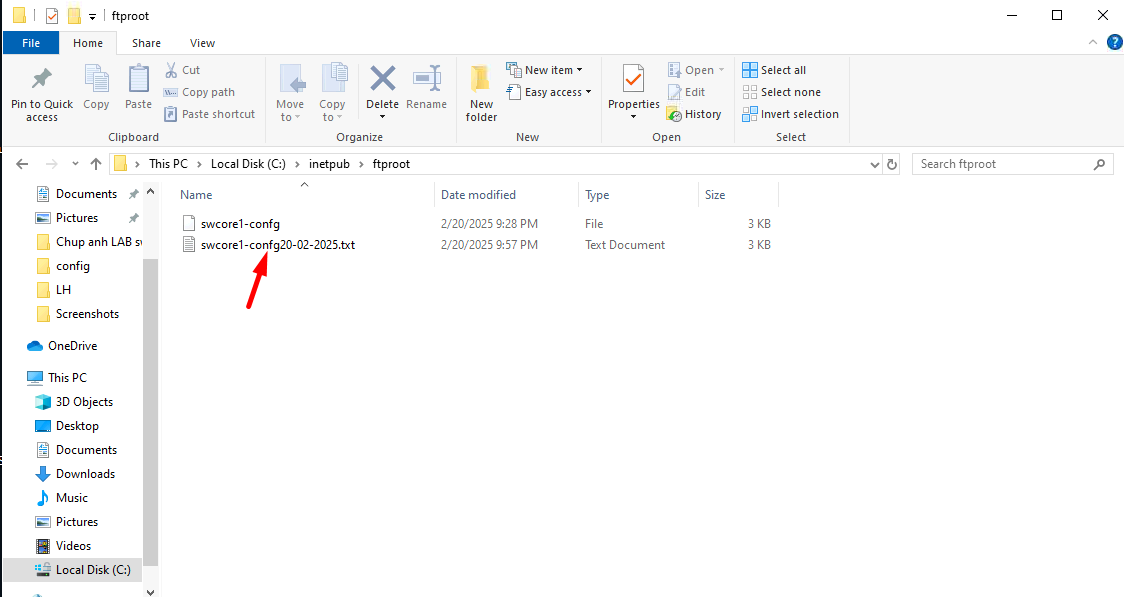 ftproot
File Home Share View
Pin to Quick access
Copy
Paste
Cut
Copy path
Paste shortcut
Clipboard
Move to
Copy to
Delete
Rename
Organize
New folder
New item
Easy access
New
Properties
Open
Edit
History
Open
Select all
Select none
Invert selection
Select
This PC > Local Disk (C:) > inetpub > ftproot
Search ftproot
Documents
Pictures
Chup anh LAB sw
config
LH
Screenshots
OneDrive
This PC
3D Objects
Desktop
Documents
Downloads
Music
Pictures
Videos
Local Disk (C:)
Name Date modified Type Size
swcore1-confg 2/20/2025 9:28 PM File 3 KB
swcore1-confg20-02-2025.txt 2/20/2025 9:57 PM Text Document 3 KB